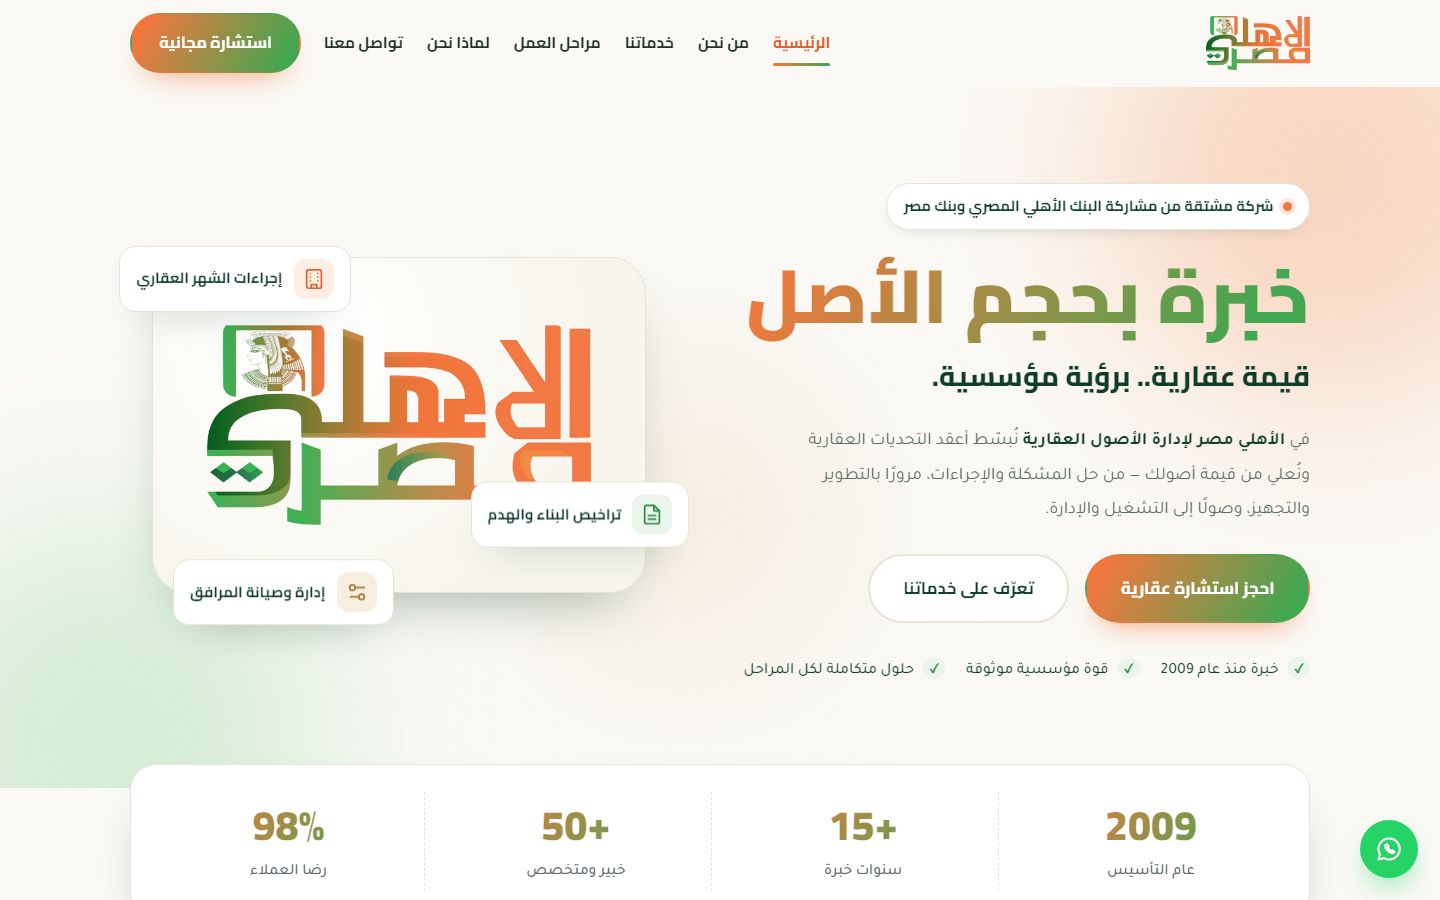 الاهلي
مصر
الرئيسية
من نحن
خدماتنا
مراحل العمل
لماذا نحن
تواصل معنا
استشارة مجانية
شركة مشتقة من مشاركة البنك الأهلي المصري وبنك مصر
خبرة بحجم الأصل
قيمة عقارية.. برؤية مؤسسية.
في الأهلي مصر لإدارة الأصول العقارية نُبسّط أعقد التحديات العقارية
ونُعلي من قيمة أصولك – من حل المشكلة والإجراءات، مرورًا بالتطوير
والتجهيز، وصولًا إلى التشغيل والإدارة.
احجز استشارة عقارية
تعرّف على خدماتنا
خبرة منذ عام 2009
قوة مؤسسية موثوقة
حلول متكاملة لكل المراحل
إجراءات الشهر العقاري
الاهلي
مصر
تراخيص البناء والهدم
إدارة وصيانة المرافق
2009
عام التأسيس
15+
سنوات خبرة
50+
خبير ومتخصص
98%
رضا العملاء